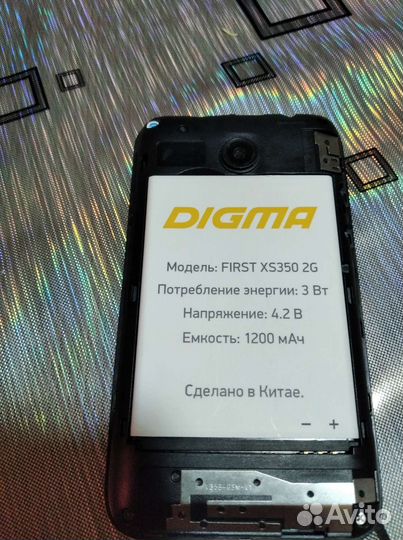 DIGMA
Модель: FIRST XS350 2G
Потребление энергии: 3 Вт
Напряжение: 4.2 В
Емкость: 1200 мАч
Сделано в Китае.
− +
Avito